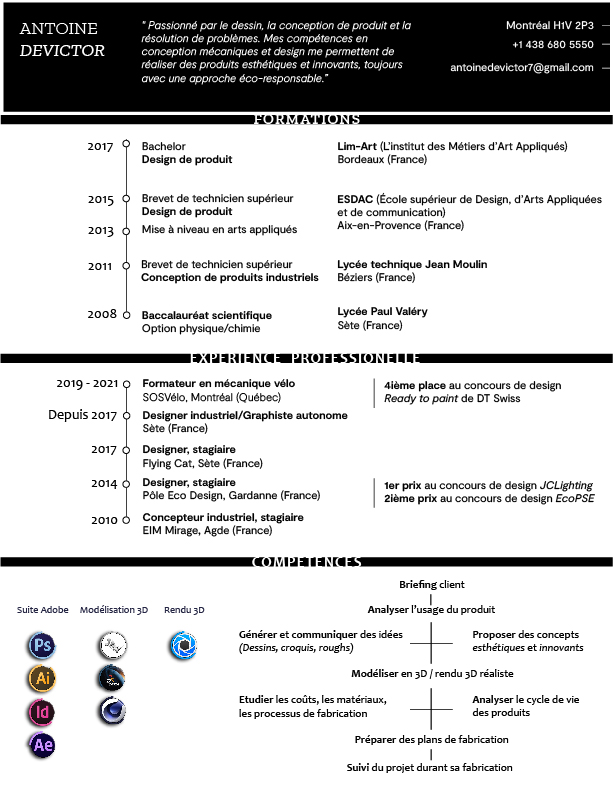 ANTOINE
DEVICTOR
" Passionné par le dessin, la conception de produit et la
résolution de problèmes. Mes compétences en
conception mécaniques et design me permettent de
réaliser des produits esthétiques et innovants, toujours
avec une approche éco-responsable."
Montréal H1V 2P3
+1 438 680 5550
antoinedevictor7@gmail.com
FORMATIONS
2017 Bachelor Lim-Art (L'institut des Métiers d'Art Appliqués)
Design de produit Bordeaux (France)
2015 Brevet de technicien supérieur ESDAC (École supérieur de Design, d'Arts Appliquées
Design de produit et de communication)
2013 Mise à niveau en arts appliqués Aix-en-Provence (France)
2011 Brevet de technicien supérieur Lycée technique Jean Moulin
Conception de produits industriels Béziers (France)
2008 Baccalauréat scientifique Lycée Paul Valéry
Option physique/chimie Sète (France)
EXPERIENCE PROFESSIONELLE
2019 - 2021 Formateur en mécanique vélo 4ième place au concours de design
SOSVélo, Montréal (Québec) Ready to paint de DT Swiss
Depuis 2017 Designer industriel/Graphiste autonome
Sète (France)
2017 Designer, stagiaire
Flying Cat, Sète (France)
2014 Designer, stagiaire 1er prix au concours de design JCLighting
Pôle Eco Design, Gardanne (France) 2ième prix au concours de design EcoPSE
2010 Concepteur industriel, stagiaire
EIM Mirage, Agde (France)
COMPÉTENCES
Suite Adobe Modélisation 3D Rendu 3D
Ps
Ai
Id
Ae
Briefing client
Analyser l'usage du produit
Générer et communiquer des idées Proposer des concepts
(Dessins, croquis, roughs) esthétiques et innovants
Modéliser en 3D / rendu 3D réaliste
Etudier les coûts, les matériaux, Analyser le cycle de vie
les processus de fabrication des produits
Préparer des plans de fabrication
Suivi du projet durant sa fabrication